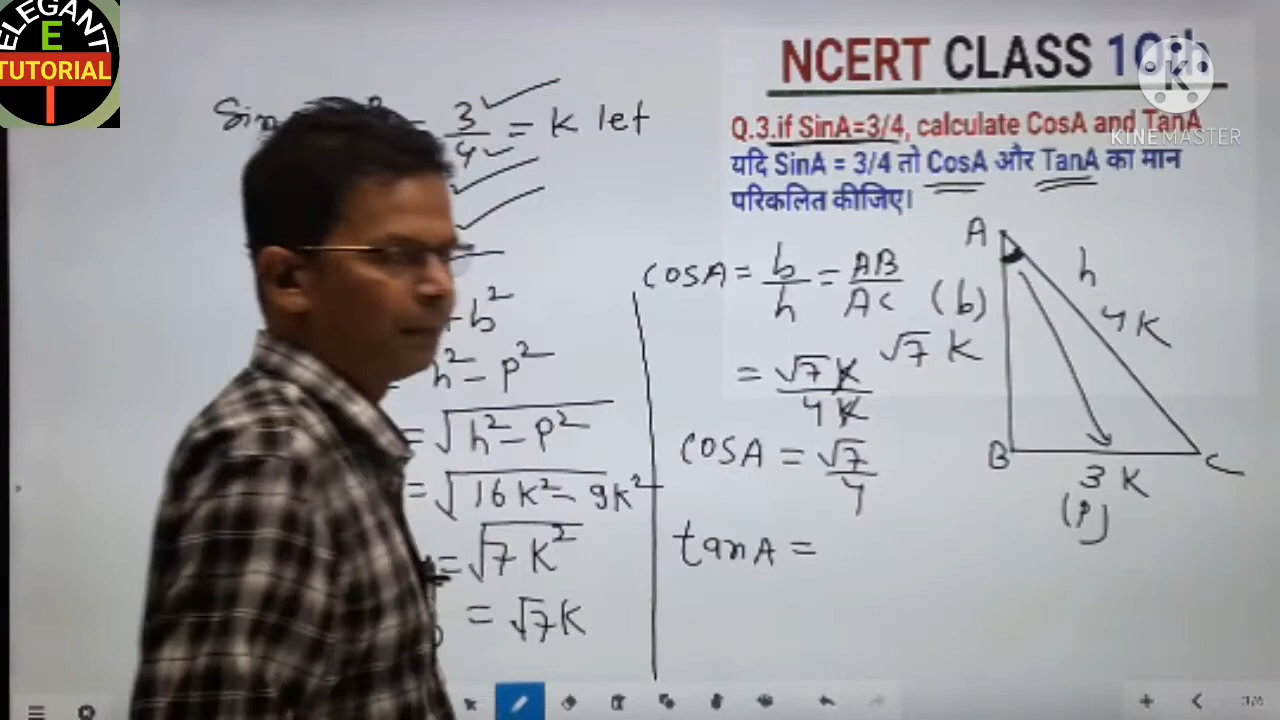 ELEGANT
E
TUTORIAL
I
NCERT CLASS 10th
K
KINEMASTER
Q.3.if SinA=3/4, calculate CosA and TanA
यदि SinA = 3/4 तो CosA और TanA का मान
परिकलित कीजिए।
Sin = 3/4 = K let
+ b²
h² - p²
= √h² - p²
= √16K² - 9K²
= √7K²
= √7K
cosA = b/h = AB/AC
= √7K/4K
cosA = √7/4
tanA =
A
h
4K
(b)
√7 K
B
C
3K
(P)